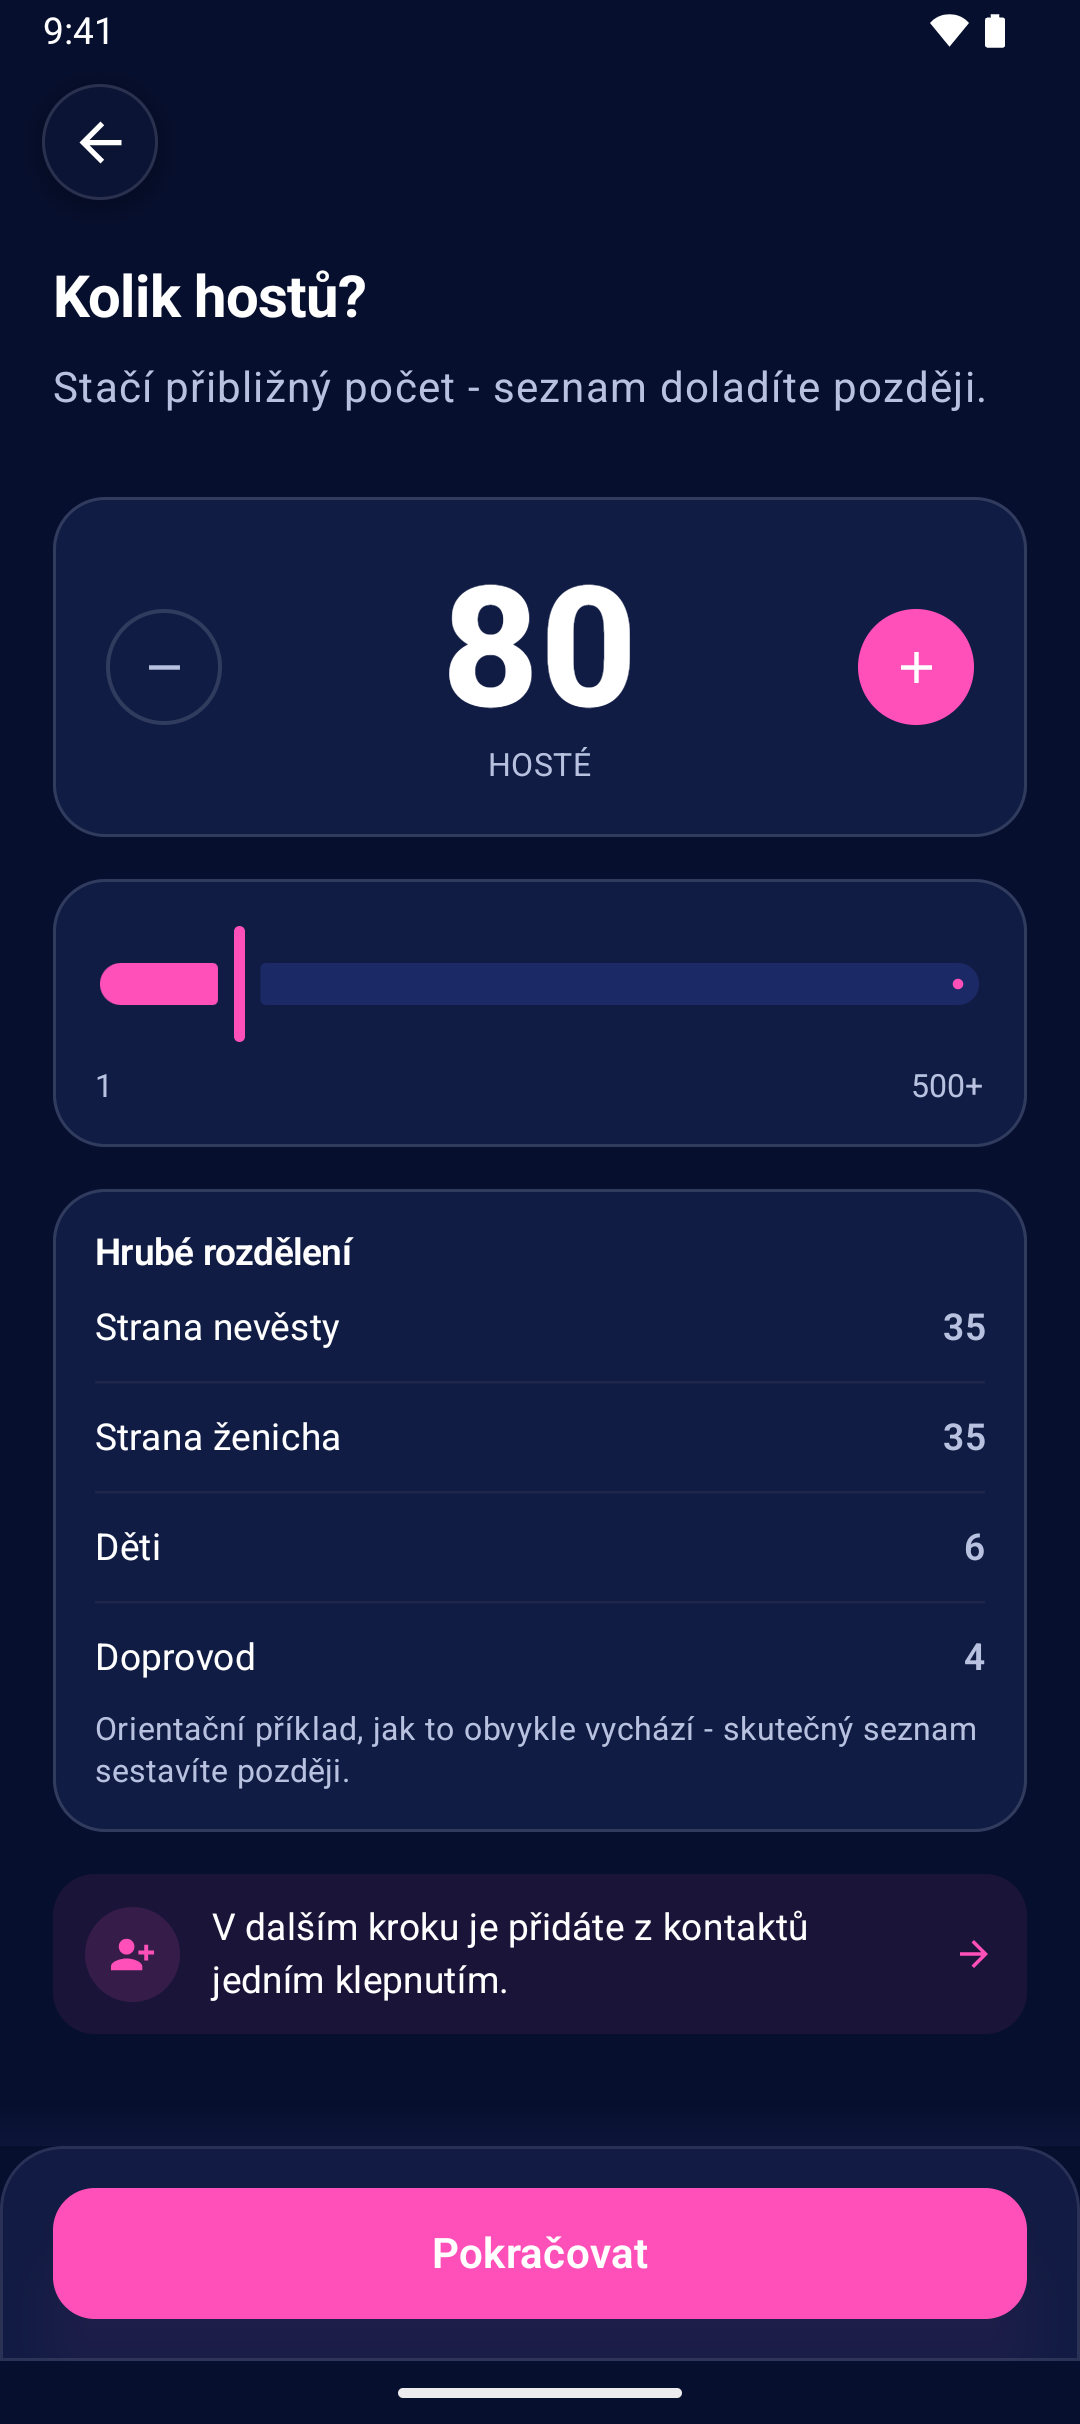 9:41
Kolik hostů?
Stačí přibližný počet - seznam doladíte později.
80
HOSTÉ
1
500+
Hrubé rozdělení
Strana nevěsty 35
Strana ženicha 35
Děti 6
Doprovod 4
Orientační příklad, jak to obvykle vychází - skutečný seznam
sestavíte později.
V dalším kroku je přidáte z kontaktů
jedním klepnutím.
Pokračovat